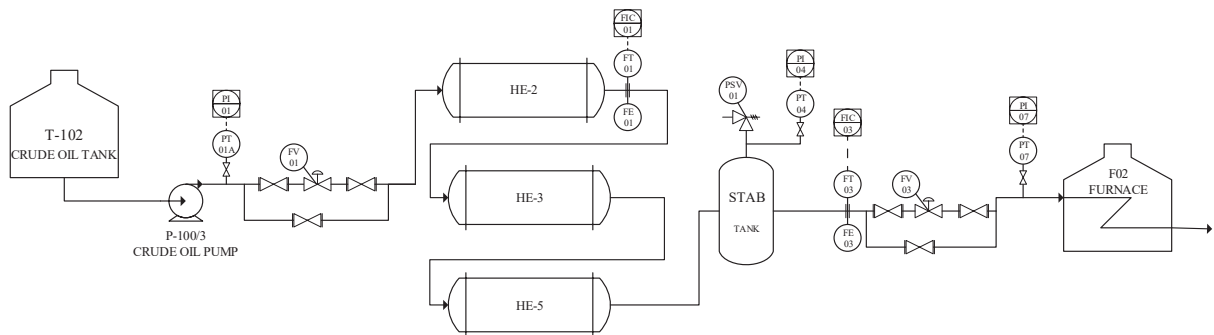 T-102
CRUDE OIL TANK
P-100/3
CRUDE OIL PUMP
PI
01
PT
01A
FV
01
HE-2
FIC
01
FT
01
FE
01
HE-3
HE-5
PSV
01
PI
04
PT
04
STAB
TANK
FIC
03
FT
03
FE
03
FV
03
PI
07
PT
07
F02
FURNACE